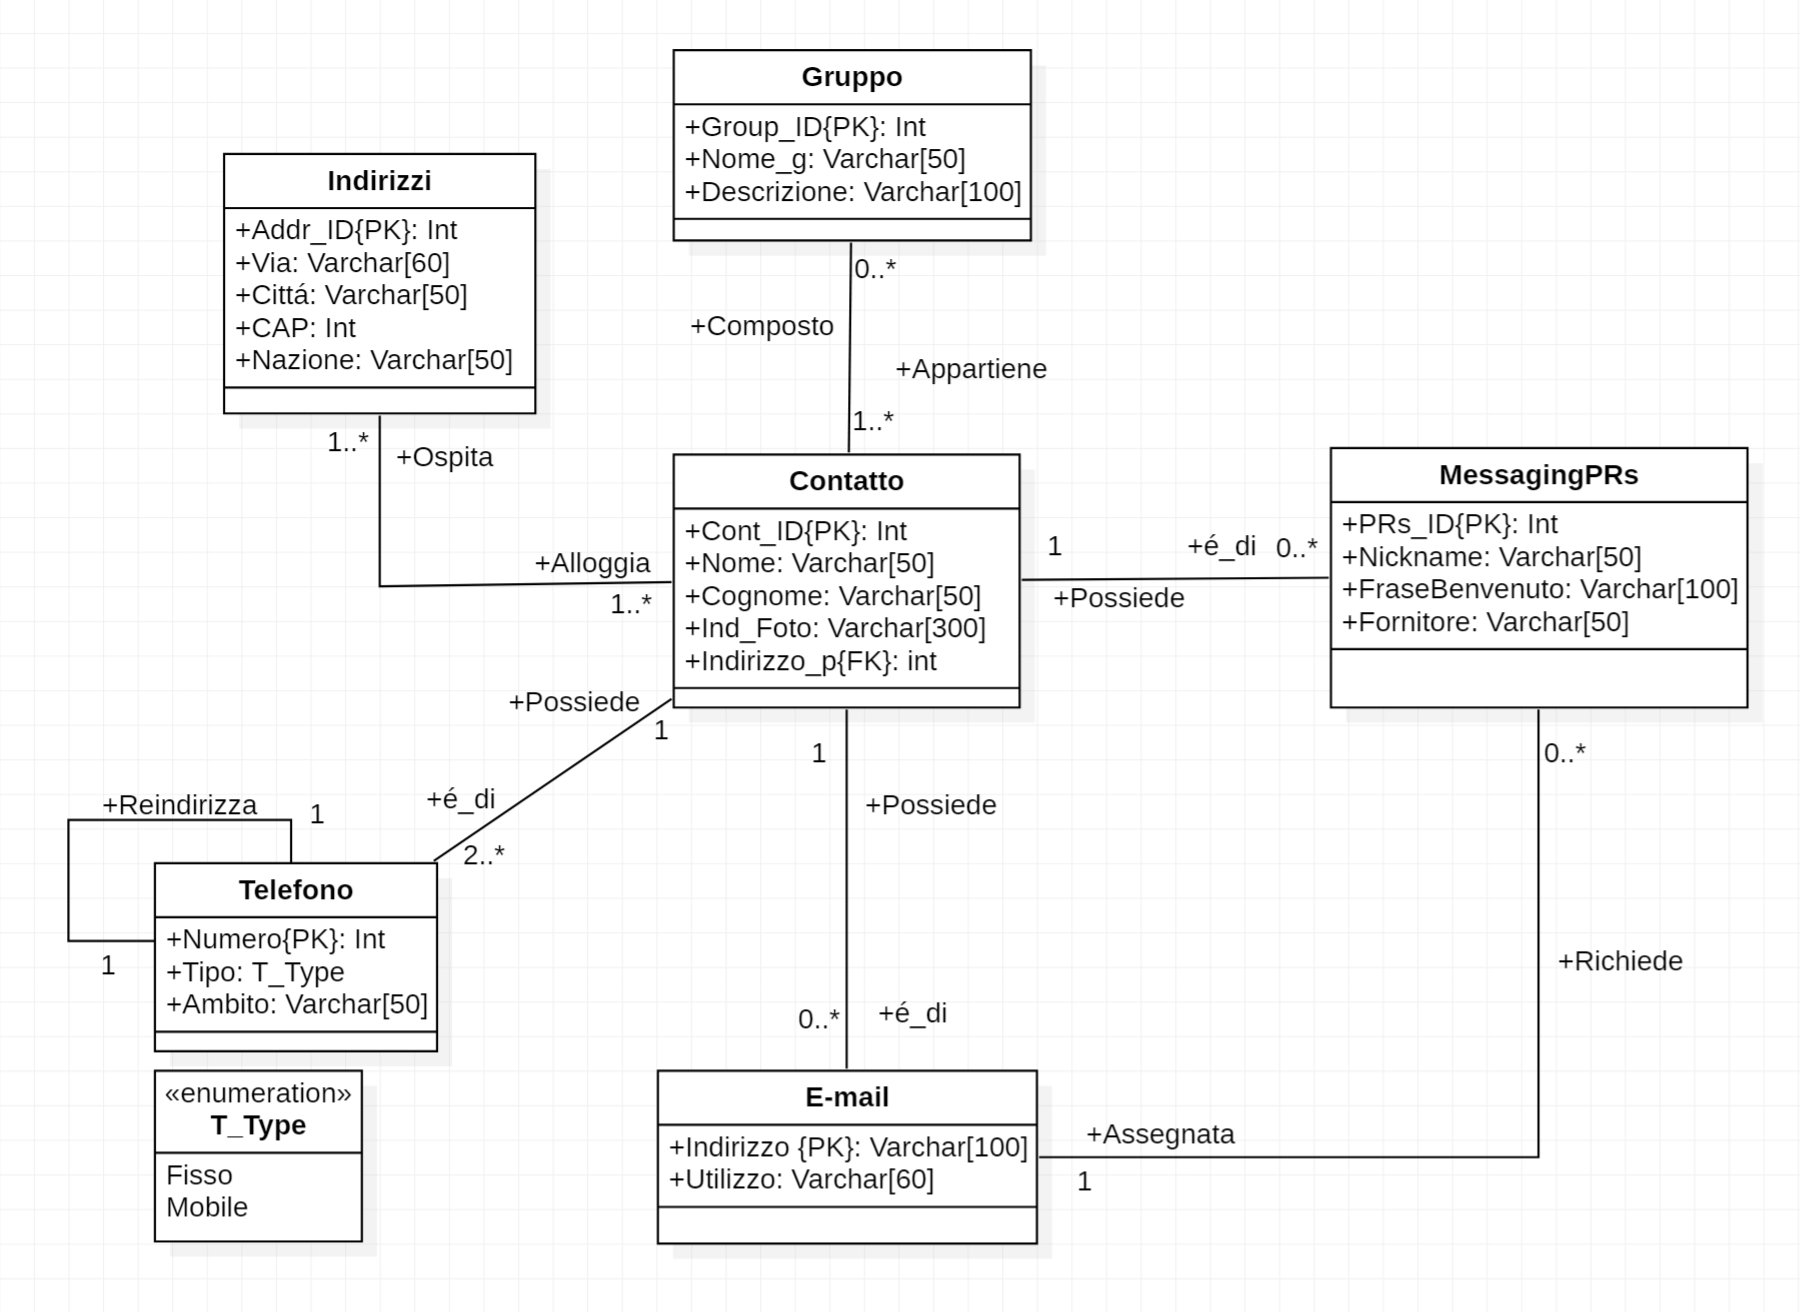 Gruppo
+Group_ID{PK}: Int
+Nome_g: Varchar[50]
+Descrizione: Varchar[100]
Indirizzi
+Addr_ID{PK}: Int
+Via: Varchar[60]
+Cittá: Varchar[50]
+CAP: Int
+Nazione: Varchar[50]
0..*
+Composto
+Appartiene
1..*
1..*
+Ospita
+Alloggia
1..*
Contatto
+Cont_ID{PK}: Int
+Nome: Varchar[50]
+Cognome: Varchar[50]
+Ind_Foto: Varchar[300]
+Indirizzo_p{FK}: int
1
+é_di
0..*
+Possiede
MessagingPRs
+PRs_ID{PK}: Int
+Nickname: Varchar[50]
+FraseBenvenuto: Varchar[100]
+Fornitore: Varchar[50]
+Possiede
1
+é_di
2..*
+Reindirizza
1
1
Telefono
+Numero{PK}: Int
+Tipo: T_Type
+Ambito: Varchar[50]
«enumeration»
T_Type
Fisso
Mobile
1
+Possiede
0..*
+é_di
E-mail
+Indirizzo {PK}: Varchar[100]
+Utilizzo: Varchar[60]
0..*
+Richiede
+Assegnata
1